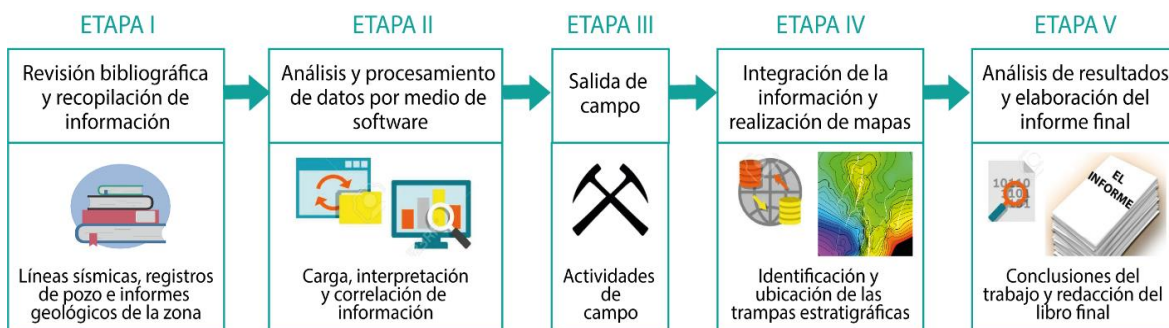 ETAPA I
Revisión bibliográfica
y recopilación de
información
Líneas sísmicas, registros
de pozo e informes
geológicos de la zona
ETAPA II
Análisis y procesamiento
de datos por medio de
software
Carga, interpretación
y correlación de
información
ETAPA III
Salida de
campo
Actividades
de
campo
ETAPA IV
Integración de la
información y
realización de mapas
Identificación y
ubicación de las
trampas estratigráficas
ETAPA V
Análisis de resultados
y elaboración del
informe final
10110
101
101
EL
INFORME
Conclusiones del
trabajo y redacción del
libro final